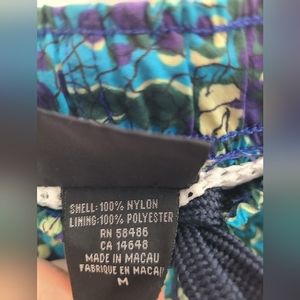 SHELL: 100% NYLON
LINING: 100% POLYESTER
RN 58486
CA 14648
MADE IN MACAU
FABRIQUE EN MACAU
M